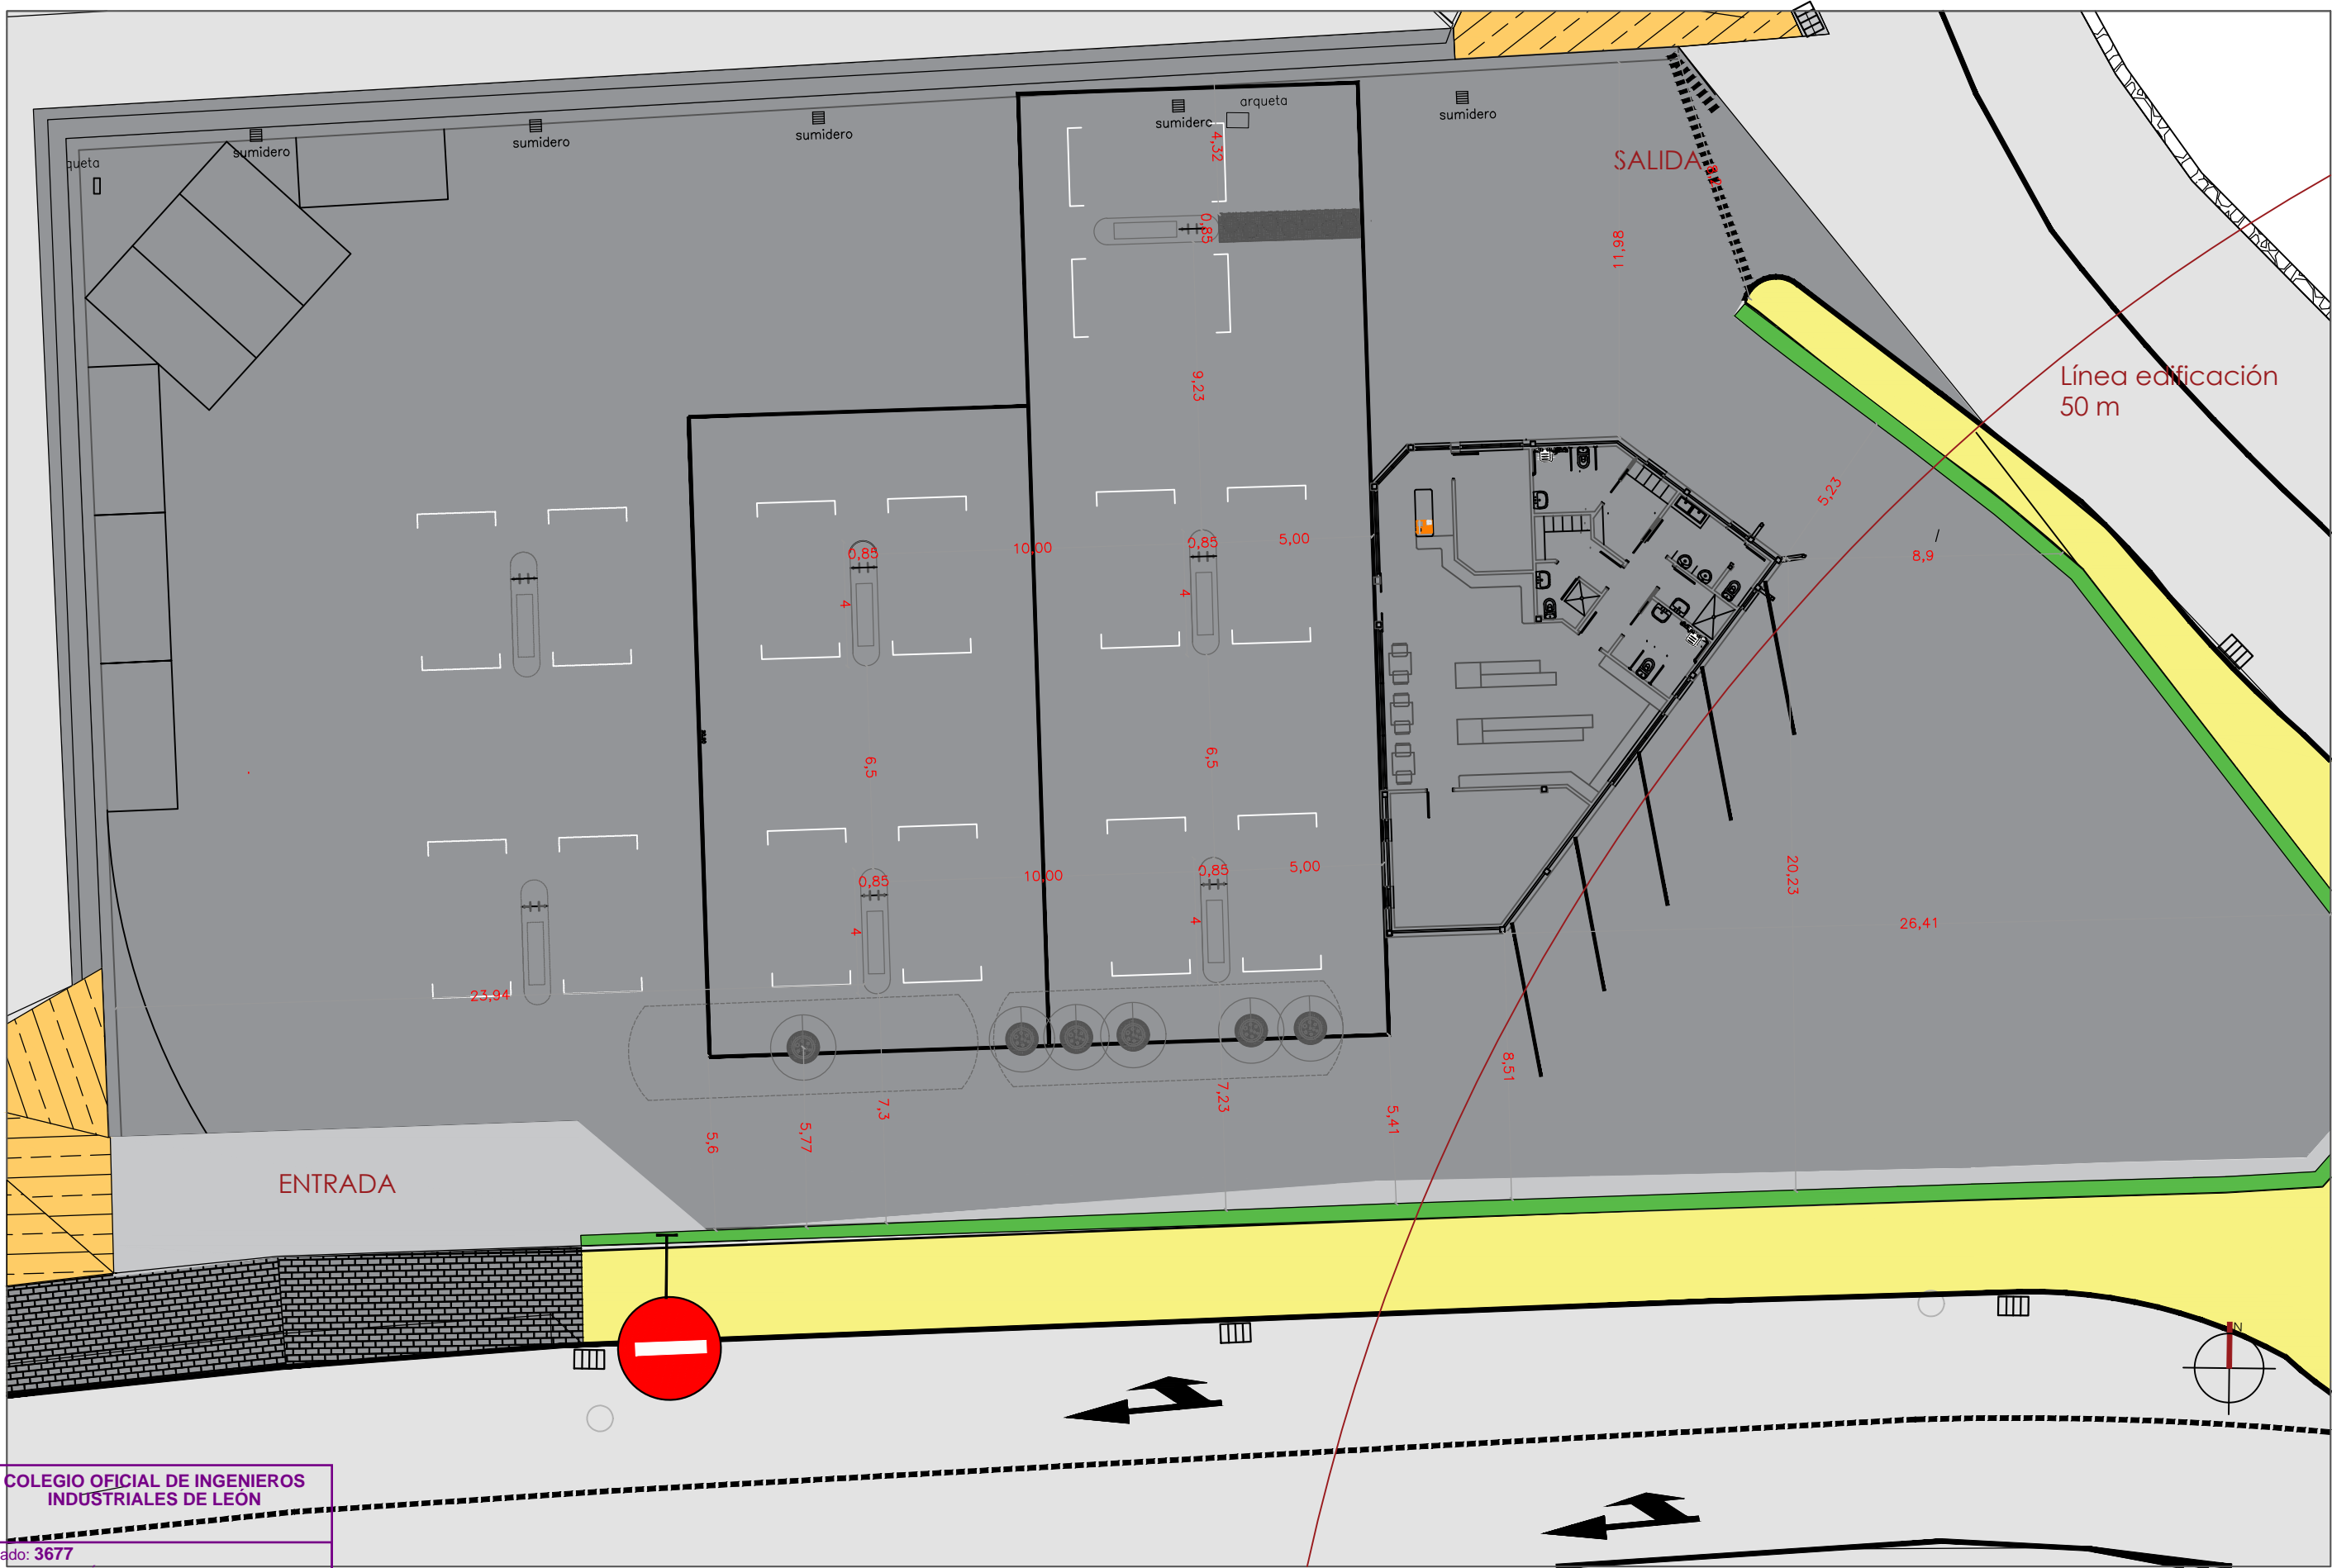 arqueta
sumidero
sumidero
sumidero
sumidero
sumidero
queta
4,32
SALIDA
0,85
11,98
9,23
Línea edificación
50 m
5,23
8,9
0,85
10,00
0,85
5,00
4
4
6,5
6,5
20,23
26,41
0,85
10,00
0,85
5,00
4
4
23,94
8,51
7,3
7,23
5,41
5,6
5,77
ENTRADA
N
COLEGIO OFICIAL DE INGENIEROS
INDUSTRIALES DE LEÓN
ado: 3677